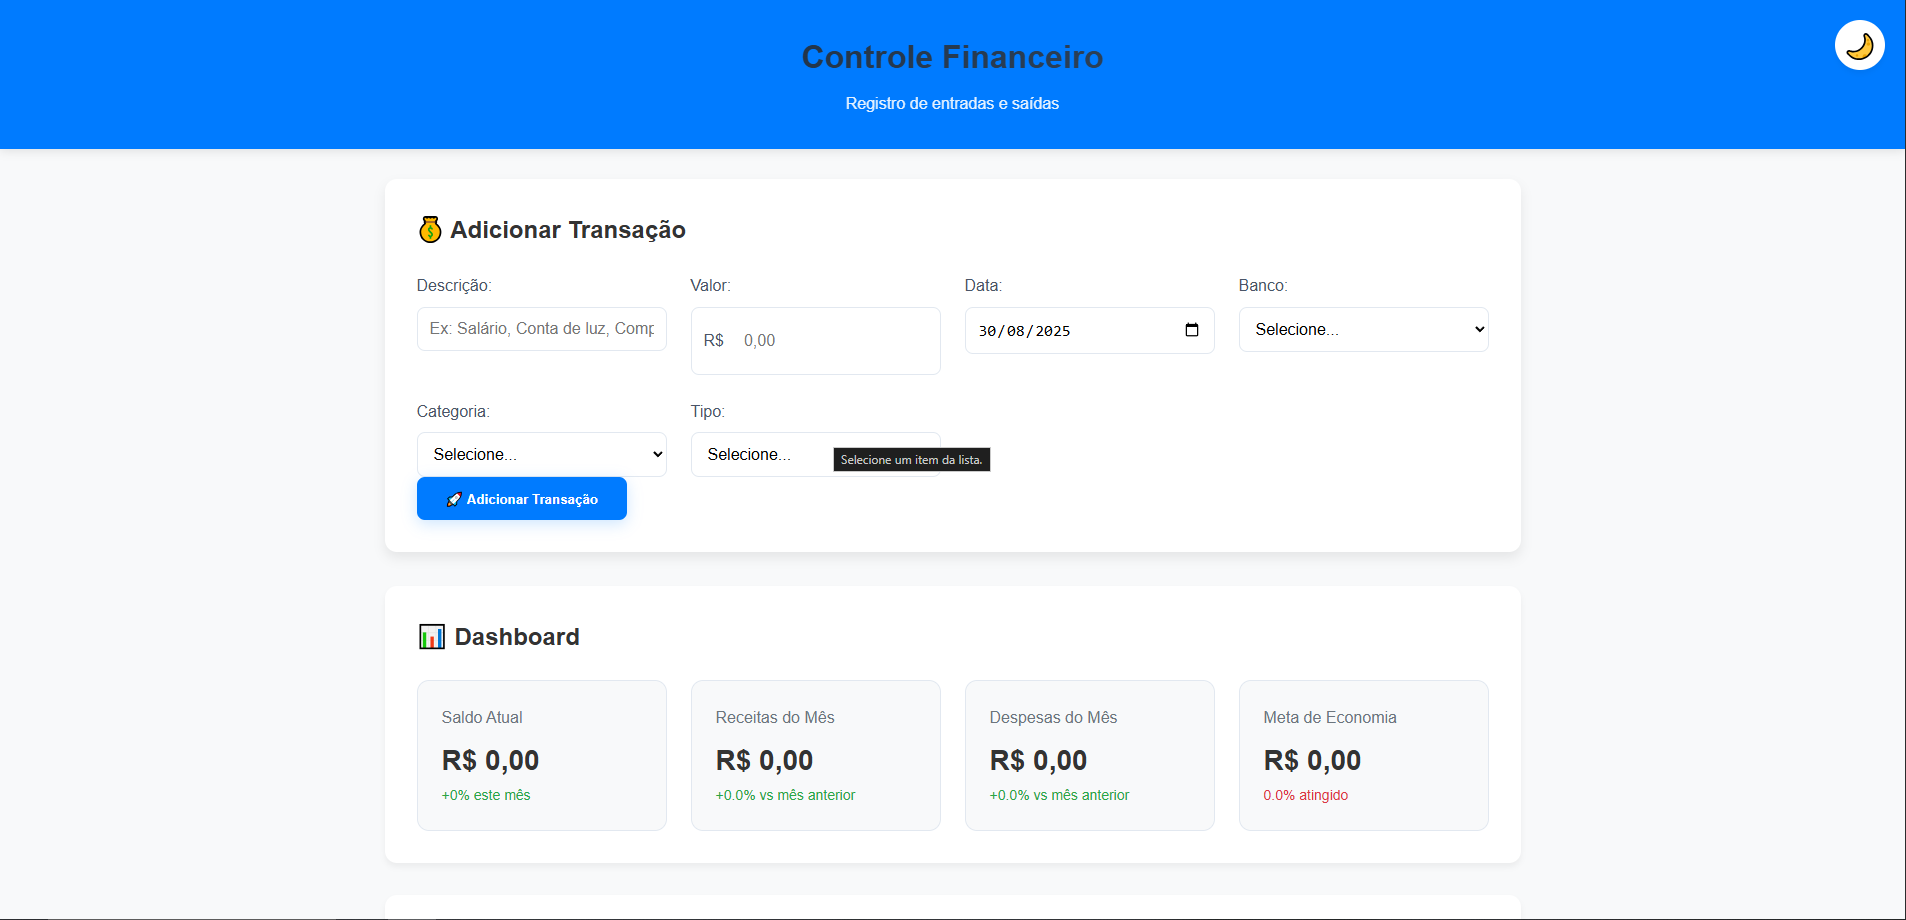 Controle Financeiro
Registro de entradas e saídas
Adicionar Transação
Descrição:
Valor:
Data:
Banco:
Ex: Salário, Conta de luz, Comp
R$ 0,00
30/08/2025
Selecione...
Categoria:
Tipo:
Selecione...
Selecione...
Selecione um item da lista.
Adicionar Transação
Dashboard
Saldo Atual
R$ 0,00
+0% este mês
Receitas do Mês
R$ 0,00
+0.0% vs mês anterior
Despesas do Mês
R$ 0,00
+0.0% vs mês anterior
Meta de Economia
R$ 0,00
0.0% atingido